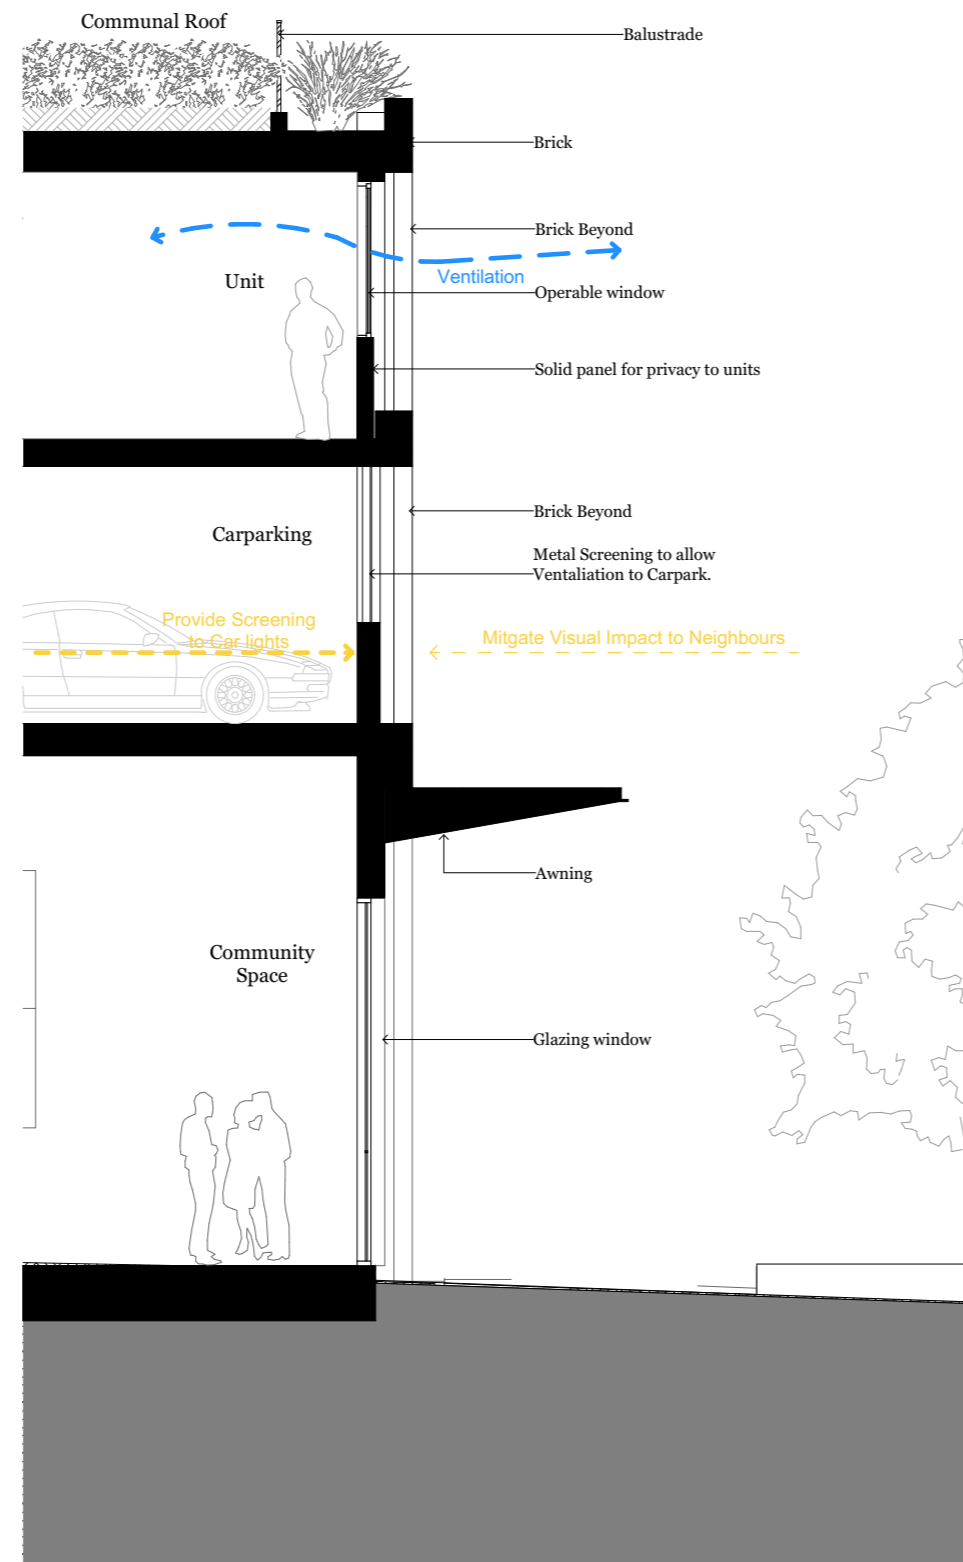 Communal Roof
Balustrade
Brick
Brick Beyond
Ventilation
Unit
Operable window
Solid panel for privacy to units
Brick Beyond
Carparking
Metal Screening to allow
Ventaliation to Carpark.
Provide Screening
to Car lights
Mitgate Visual Impact to Neighbours
Awning
Community
Space
Glazing window